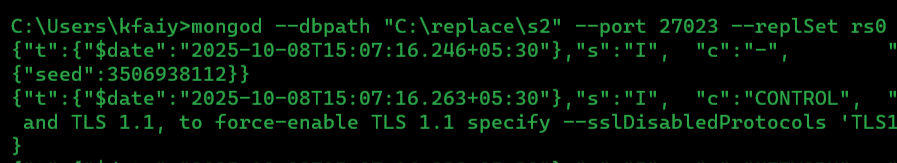 C:\Users\kfaiy>mongod --dbpath "C:\replace\s2" --port 27023 --replSet rs0
{"t":{"$date":"2025-10-08T15:07:16.246+05:30"},"s":"I",  "c":"-",        "
{"seed":3506938112}}
{"t":{"$date":"2025-10-08T15:07:16.263+05:30"},"s":"I",  "c":"CONTROL",  "
 and TLS 1.1, to force-enable TLS 1.1 specify --sslDisabledProtocols 'TLS1
}